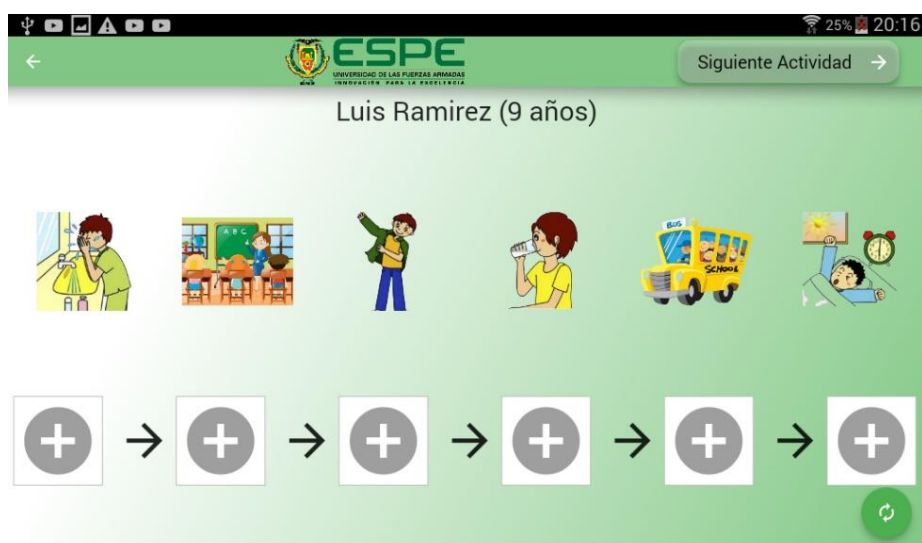 25% 20:16
ESPE
UNIVERSIDAD DE LAS FUERZAS ARMADAS
INNOVACIÓN PARA LA EXCELENCIA
Siguiente Actividad
Luis Ramirez (9 años)
A B C
BUS
SCHOOL